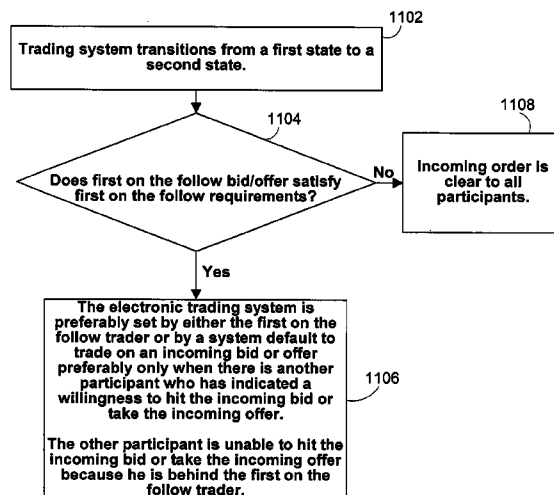 1102
Trading system transitions from a first state to a
second state.
1104
1108
Does first on the follow bid/offer satisfy
first on the follow requirements?
No
Incoming order is
clear to all
participants.
Yes
The electronic trading system is
preferably set by either the first on the
follow trader or by a system default to
trade on an incoming bid or offer
preferably only when there is another
participant who has indicated a
willingness to hit the incoming bid or
take the incoming offer.
1106
The other participant is unable to hit the
incoming bid or take the incoming offer
because he is behind the first on the
follow trader.